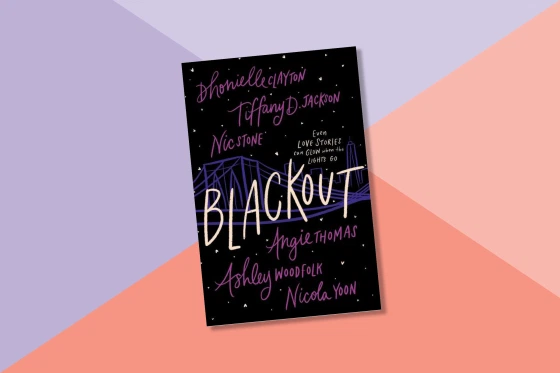 Dhonielle CLAYTON
Tiffany D. JACKSON
Nic STONE
Even
LOVE STORIES
can GLOW when the
LIGHTS GO
BLACKOUT
Angie THOMAS
Ashley WOODFOLK
Nicola YOON